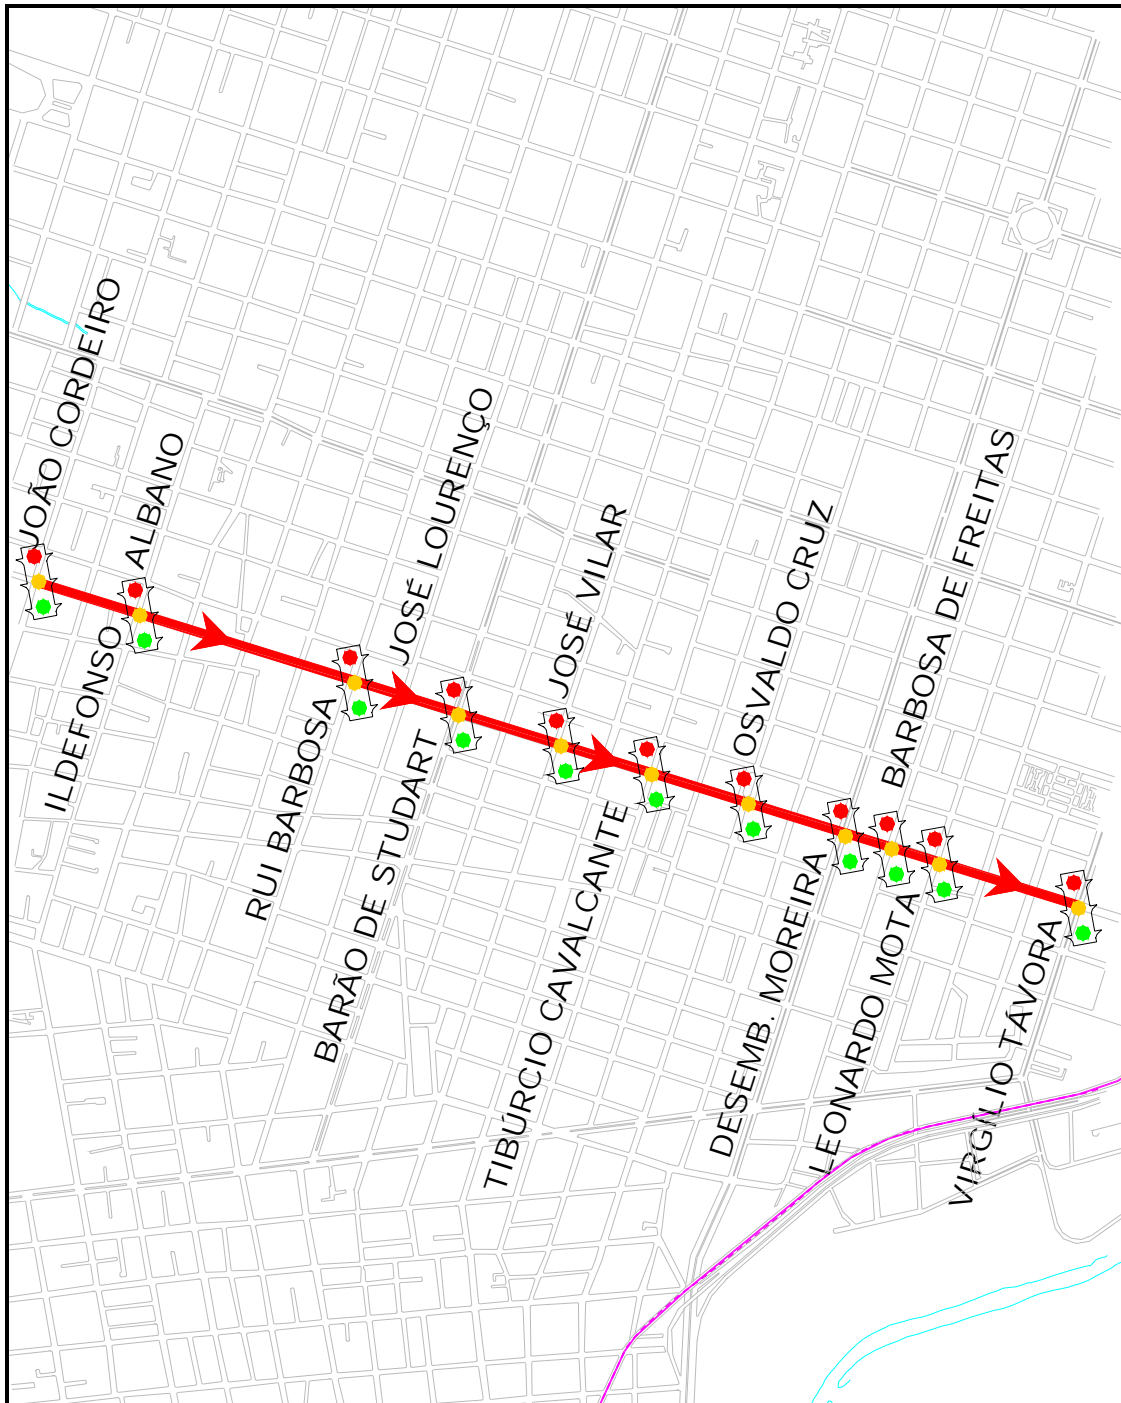 JOÃO CORDEIRO
ILDEFONSO ALBANO
RUI BARBOSA
JOSÉ LOURENÇO
BARÃO DE STUDART
JOSÉ VILAR
TIBÚRCIO CAVALCANTE
OSVALDO CRUZ
DESEMB. MOREIRA
BARBOSA DE FREITAS
LEONARDO MOTA
VIRGÍLIO TÁVORA